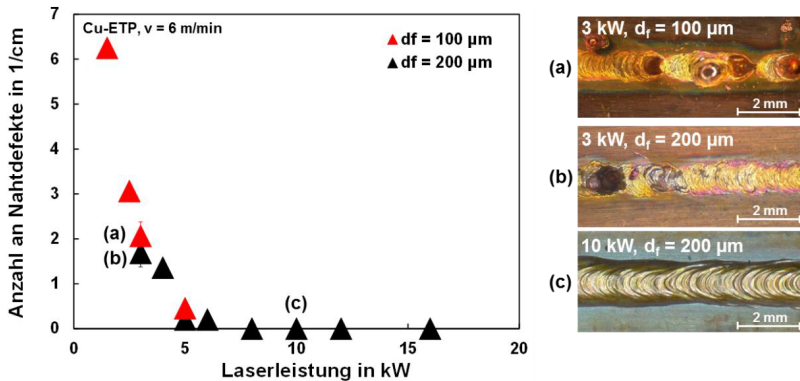 Cu-ETP, v = 6 m/min
df = 100 µm
df = 200 µm
Anzahl an Nahtdefekte in 1/cm
7
6
5
4
3
2
1
0
(a)
(b)
(c)
0
5
10
15
20
Laserleistung in kW
(a)
3 kW, df = 100 µm
2 mm
(b)
3 kW, df = 200 µm
2 mm
(c)
10 kW, df = 200 µm
2 mm